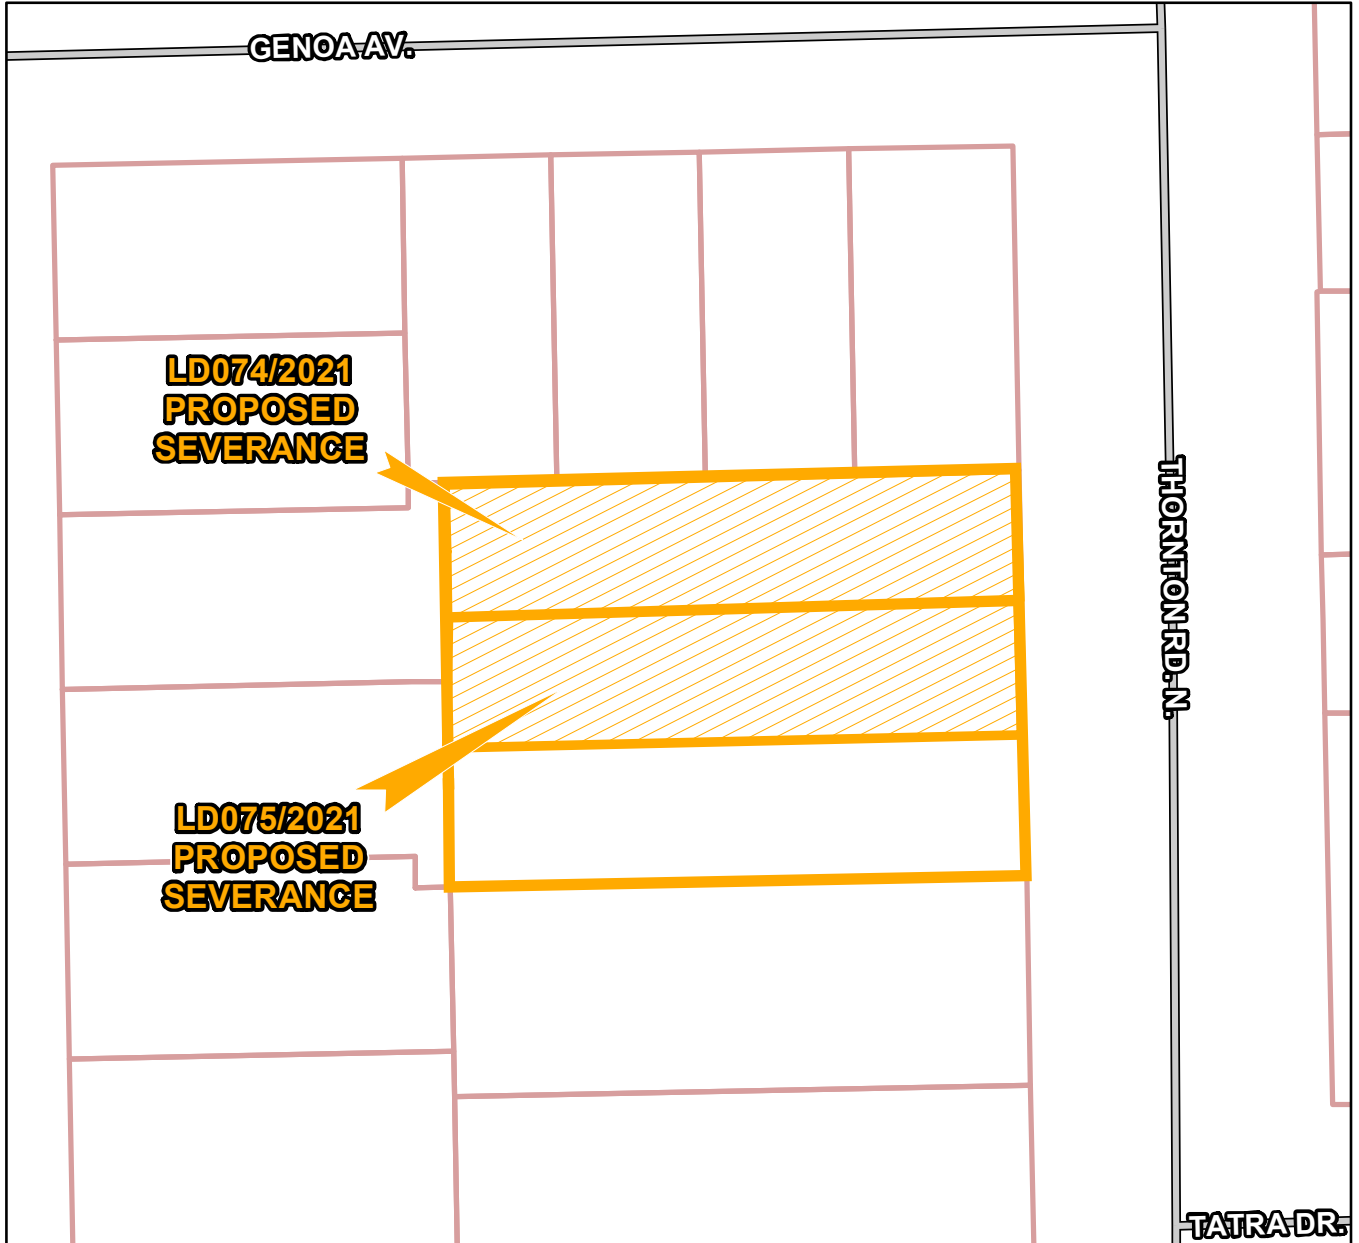 GENOA AV.
LD074/2021
PROPOSED
SEVERANCE
THORNTON RD. N.
LD075/2021
PROPOSED
SEVERANCE
TATRA DR.